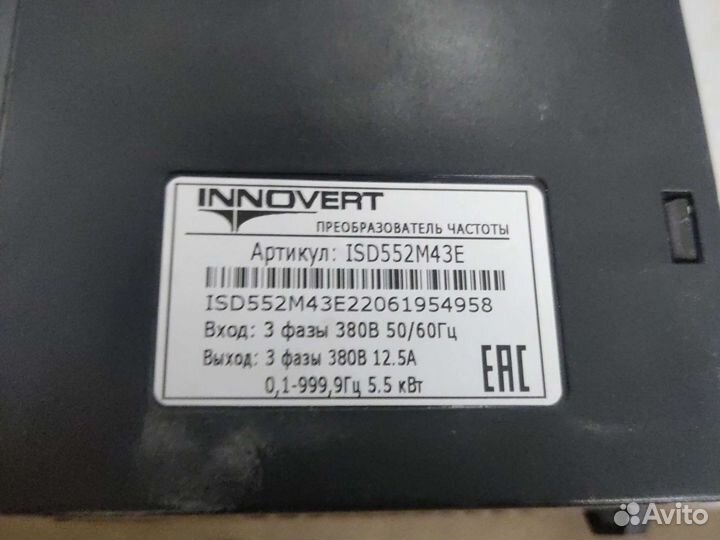 INNOVERT
ПРЕОБРАЗОВАТЕЛЬ ЧАСТОТЫ
Артикул: ISD552M43E
ISD552M43E22061954958
Вход: 3 фазы 380В 50/60Гц
Выход: 3 фазы 380В 12.5А
0,1-999,9Гц 5.5 кВт
EAC
Avito